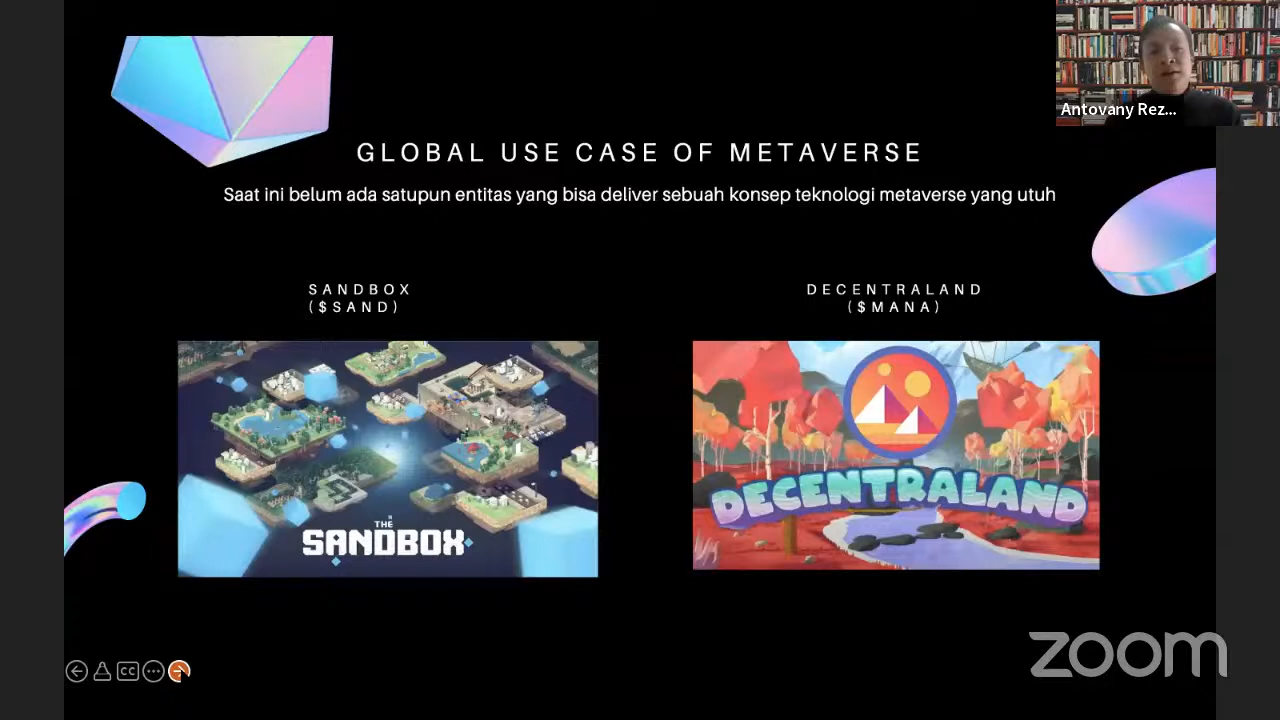 Antovany Rez...
GLOBAL USE CASE OF METAVERSE
Saat ini belum ada satupun entitas yang bisa deliver sebuah konsep teknologi metaverse yang utuh
SANDBOX
($SAND)
DECENTRALAND
($MANA)
THE
SANDBOX
DECENTRALAND
CC
zoom